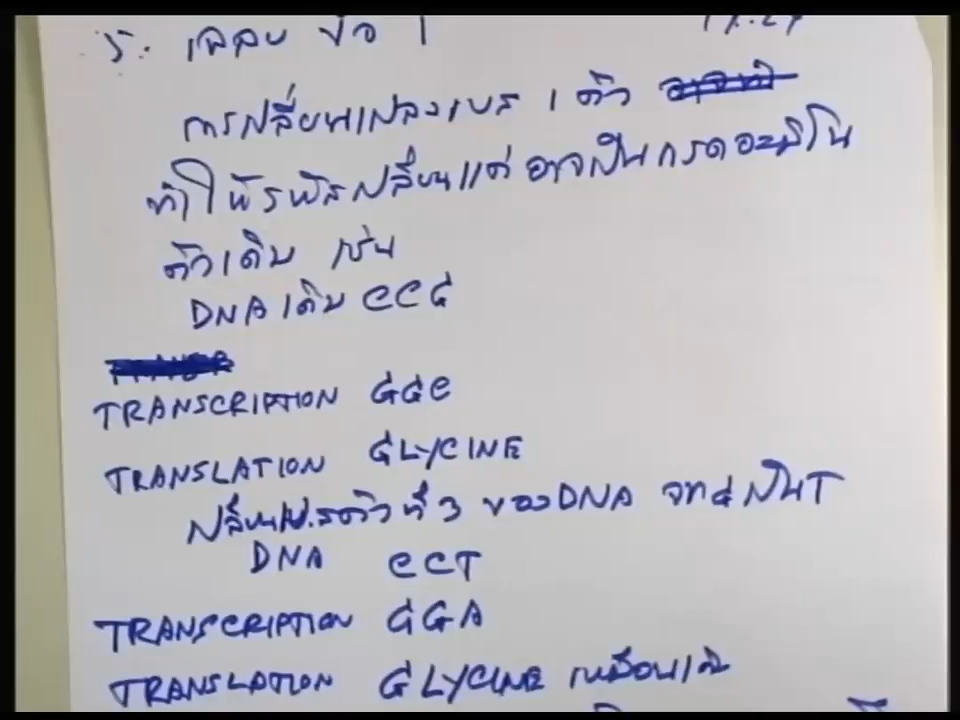 5. เฉลย ข้อ 1
การเปลี่ยนแปลงเบส 1 ตัว
ทำให้รหัสเปลี่ยนแต่ อาจเป็นกรดอะมิโน
ตัวเดิม เช่น
DNA เดิม CCG
TRANSCRIPTION GGC
TRANSLATION GLYCINE
เปลี่ยนเบสตัวที่ 3 ของ DNA จาก G เป็น T
DNA CCT
TRANSCRIPTION GGA
TRANSLATION GLYCINE เหมือนเดิม